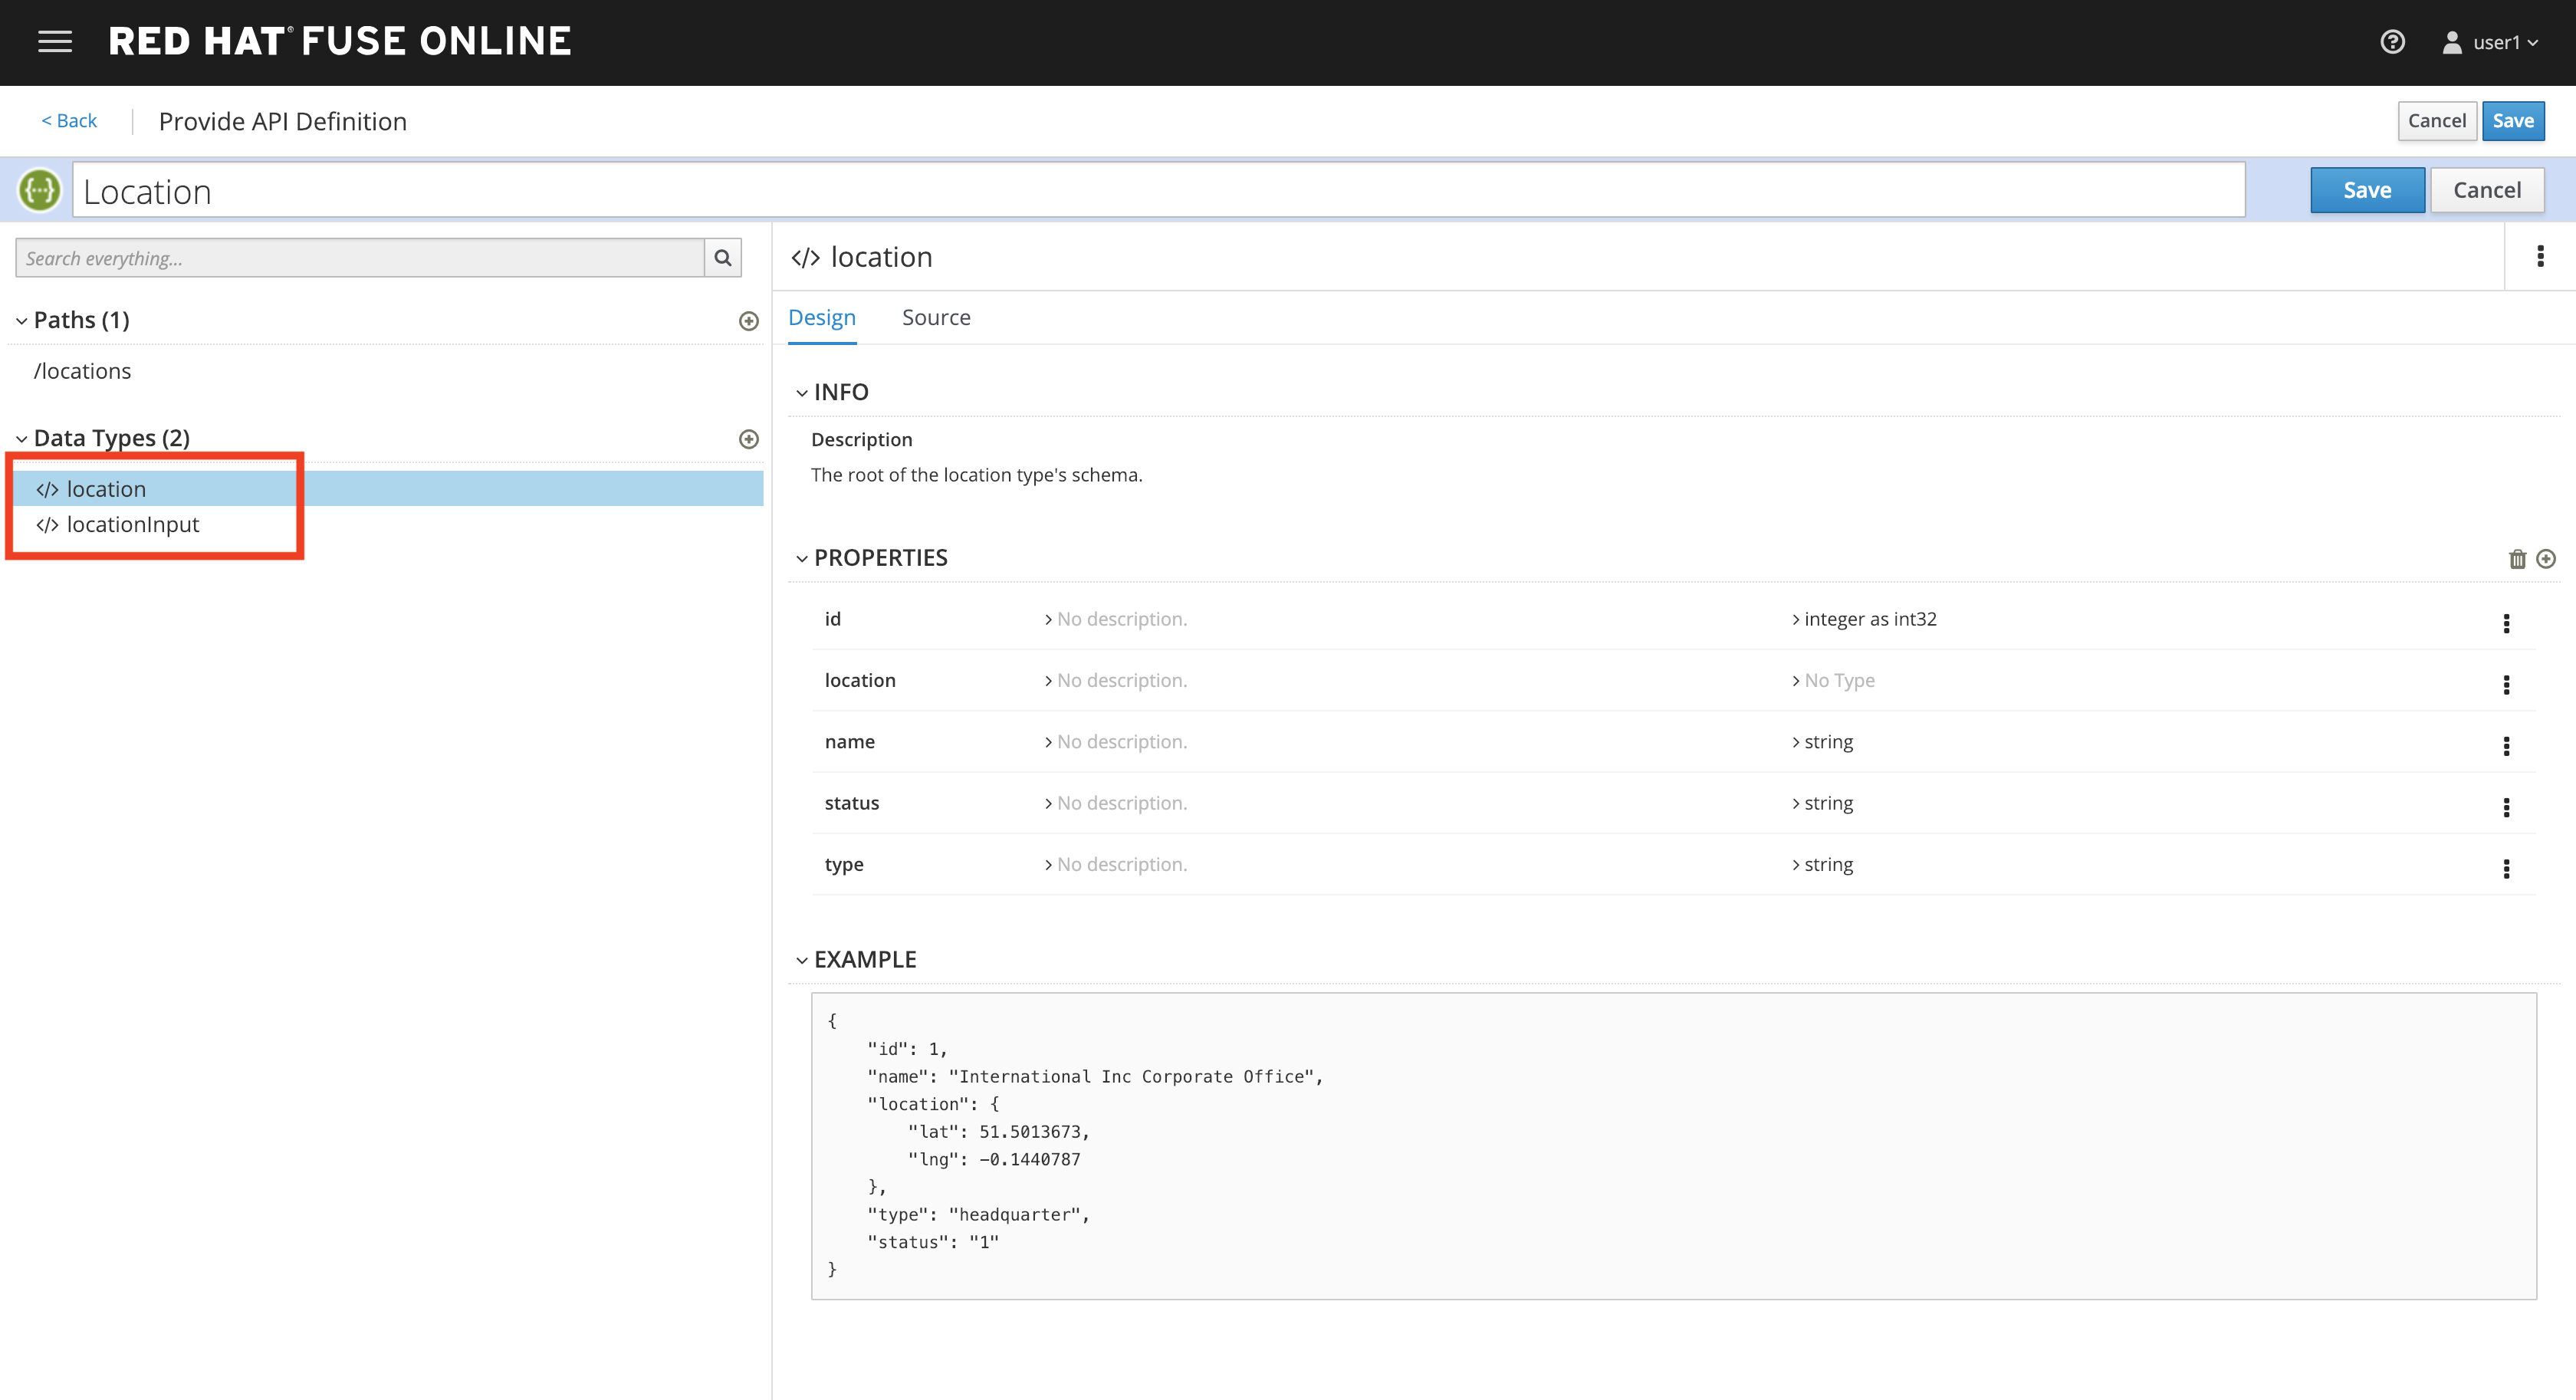 RED HAT® FUSE ONLINE
user1
< Back
Provide API Definition
Cancel
Save
Location
Save
Cancel
Search everything...
Paths (1)
/locations
Data Types (2)
</> location
</> locationInput
</> location
Design
Source
INFO
Description
The root of the location type's schema.
PROPERTIES
id
No description.
integer as int32
location
No description.
No Type
name
No description.
string
status
No description.
string
type
No description.
string
EXAMPLE
{
"id": 1,
"name": "International Inc Corporate Office",
"location": {
"lat": 51.5013673,
"lng": -0.1440787
},
"type": "headquarter",
"status": "1"
}